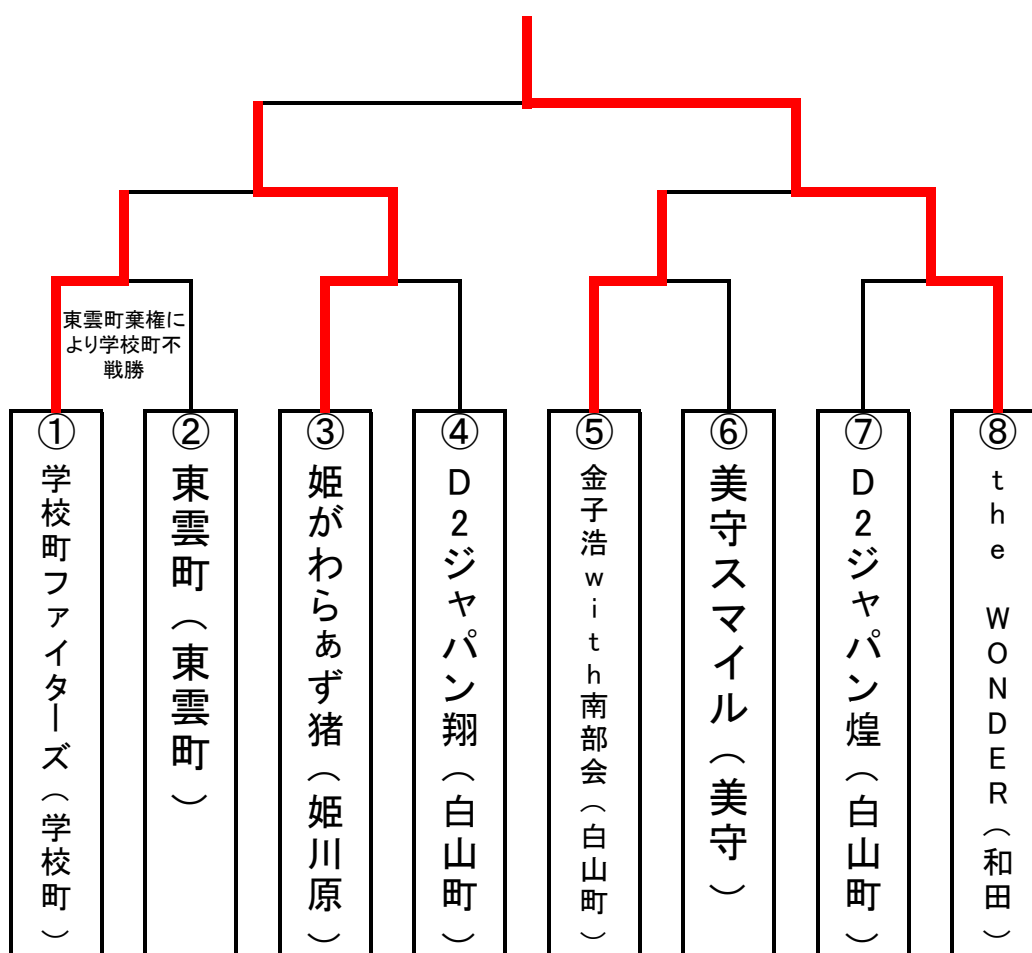 東雲町棄権に
より学校町不
戦勝
①学校町ファイターズ（学校町）
②東雲町（東雲町）
③姫がわらぁず猪（姫川原）
④D2ジャパン翔（白山町）
⑤金子浩with南部会（白山町）
⑥美守スマイル（美守）
⑦D2ジャパン煌（白山町）
⑧the WONDER（和田）